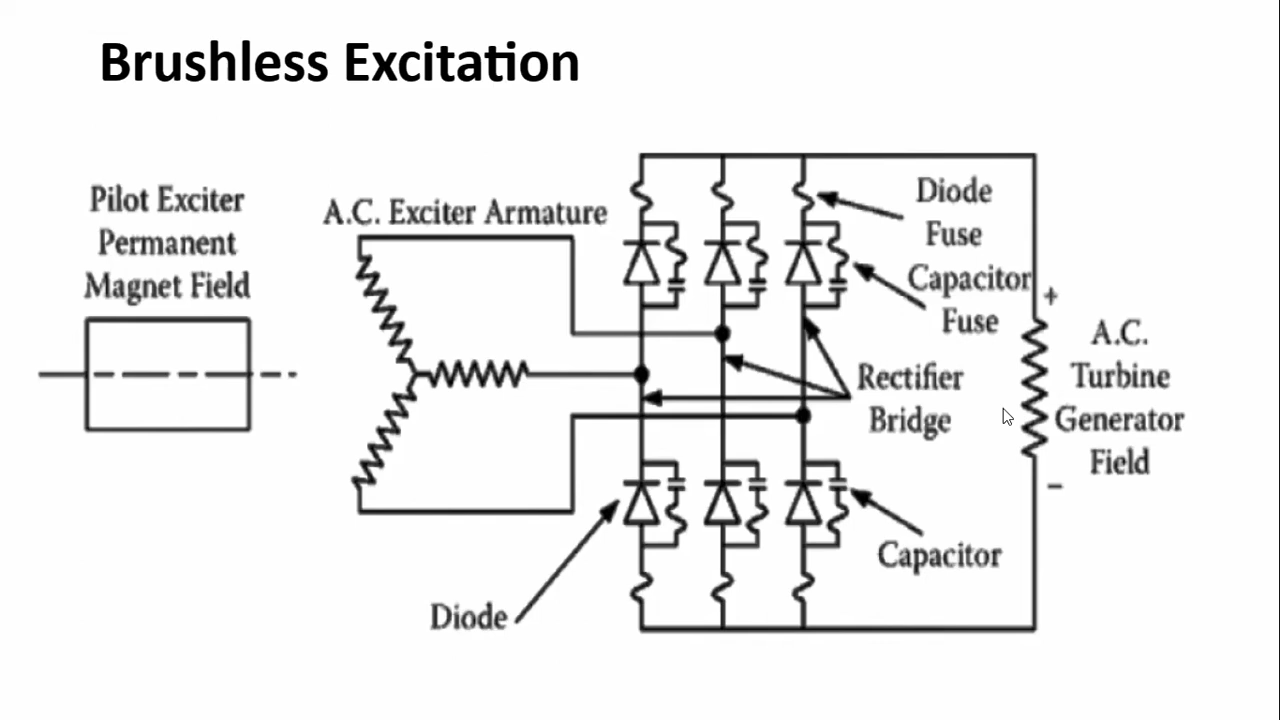 Brushless Excitation
Pilot Exciter
Permanent
Magnet Field
A.C. Exciter Armature
Diode
Fuse
Capacitor
Fuse
+
A.C.
Turbine
Generator
Field
−
Rectifier
Bridge
Capacitor
Diode